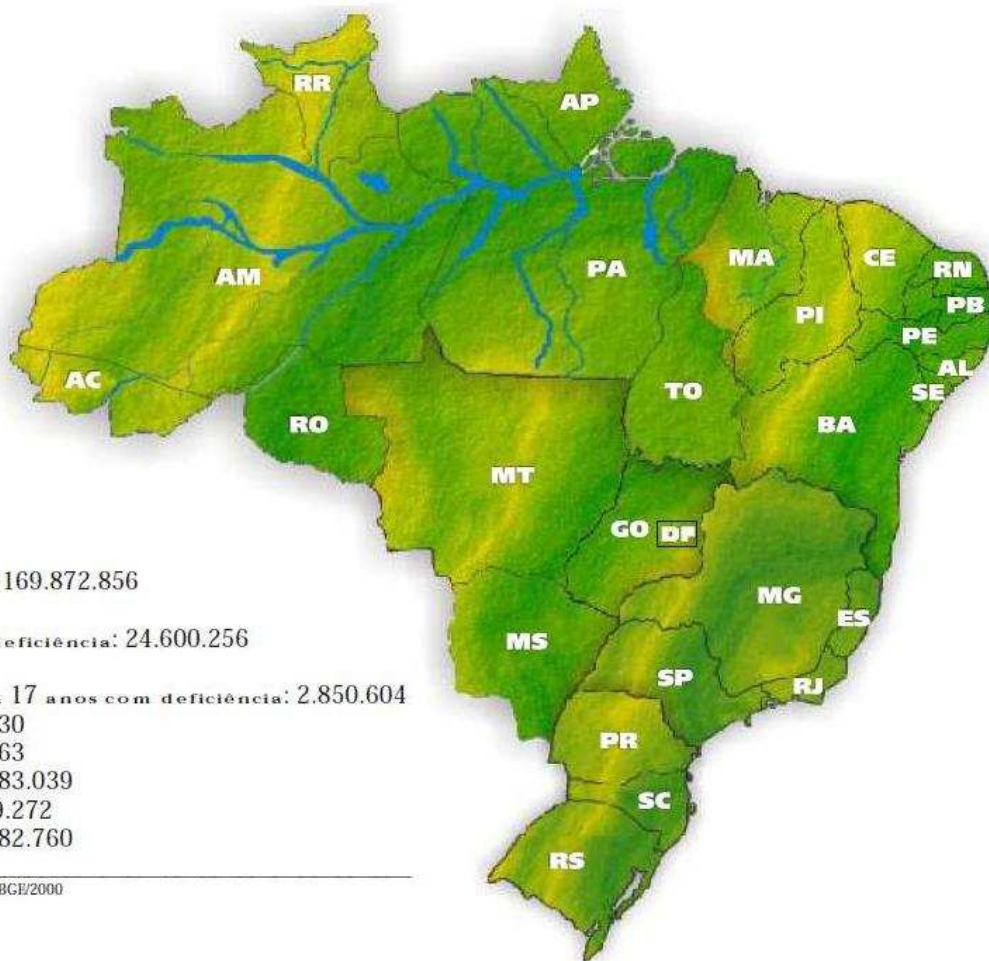 RR
AP
AM
PA
MA
CE
RN
PB
PI
PE
AL
SE
AC
TO
RO
BA
MT
GO
DF
169.872.856
MG
ES
eficiência: 24.600.256
MS
SP
RJ
17 anos com deficiência: 2.850.604
30
63
PR
83.039
9.272
SC
82.760
RS
BGE/2000